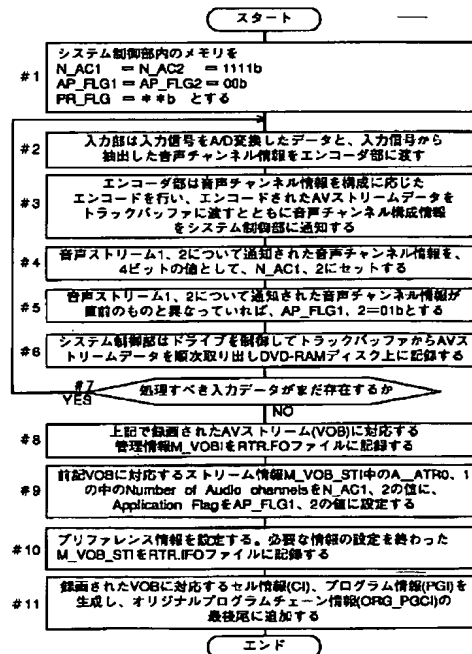 スタート
#1
システム制御部内のメモリを
N_AC1 = N_AC2 = 1111b
AP_FLG1 = AP_FLG2 = 00b
PR_FLG = **b とする
#2
入力部は入力信号をA/D変換したデータと、入力信号から
抽出した音声チャンネル情報をエンコーダ部に渡す
#3
エンコーダ部は音声チャンネル情報を構成に応じた
エンコードを行い、エンコードされたAVストリームデータを
トラックバッファに渡すとともに音声チャンネル構成情報
をシステム制御部に通知する
#4
音声ストリーム1、2について通知された音声チャンネル情報を、
4ビットの値として、N_AC1、2にセットする
#5
音声ストリーム1、2について通知された音声チャンネル情報が
直前のものと異なっていれば、AP_FLG1、2=01bとする
#6
システム制御部はドライブを制御してトラックバッファからAVス
トリームデータを順次取り出しDVD-RAMディスク上に記録する
#7
YES
処理すべき入力データがまだ存在するか
NO
#8
上記で録画されたAVストリーム(VOB)に対応する
管理情報M_VOBIをRTR.IFOファイルに記録する
#9
前記VOBに対応するストリーム情報M_VOB_STI中のA_ATR0、1
の中のNumber of Audio channelsをN_AC1、2の値に、
Application FlagをAP_FLG1、2の値に設定する
#10
プリファレンス情報を設定する。必要な情報の設定を終わった
M_VOB_STIをRTR.IFOファイルに記録する
#11
録画されたVOBに対応するセル情報(CI)、プログラム情報(PGI)を
生成し、オリジナルプログラムチェーン情報(ORG_PGCI)の
最後尾に追加する
エンド